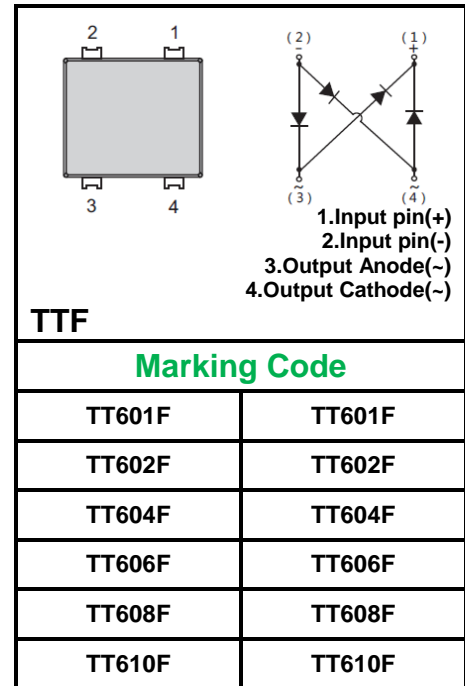 2 1
3 4
(2) (1)
- +
~ ~
(3) (4)
1.Input pin(+)
2.Input pin(-)
3.Output Anode(~)
4.Output Cathode(~)
TTF
Marking Code
TT601F TT601F
TT602F TT602F
TT604F TT604F
TT606F TT606F
TT608F TT608F
TT610F TT610F